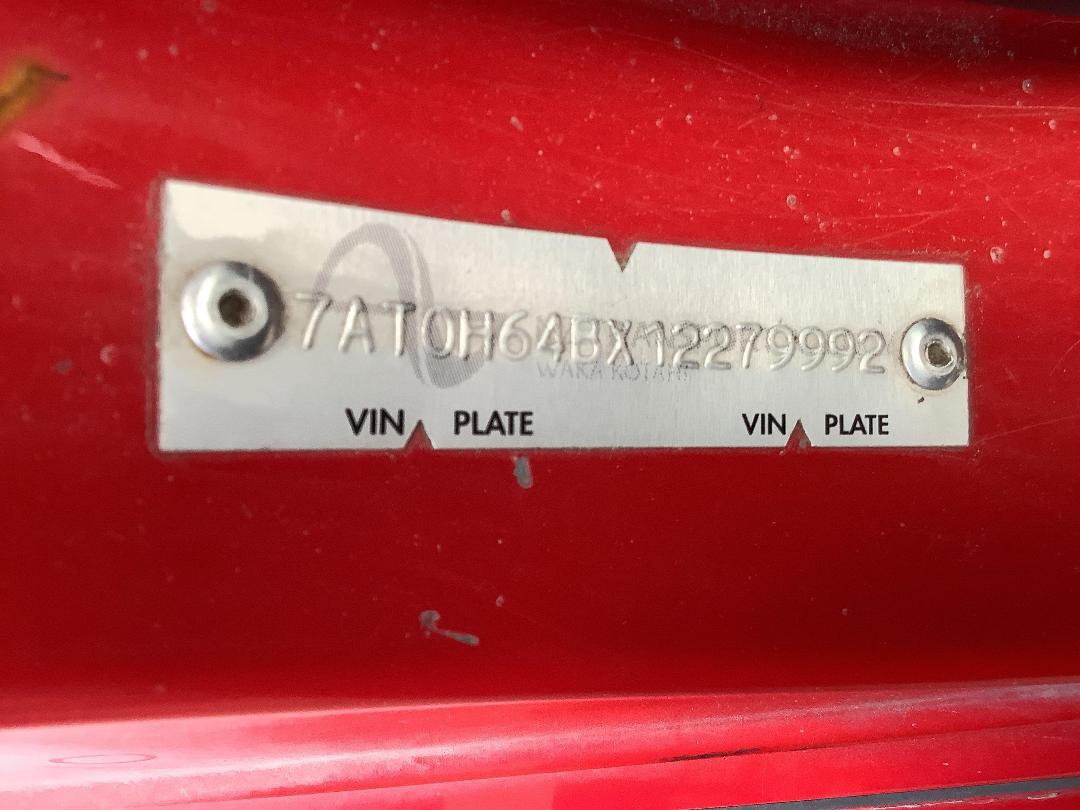 7AT0H64BX12279992
WAKA KOTAHI
VIN PLATE VIN PLATE